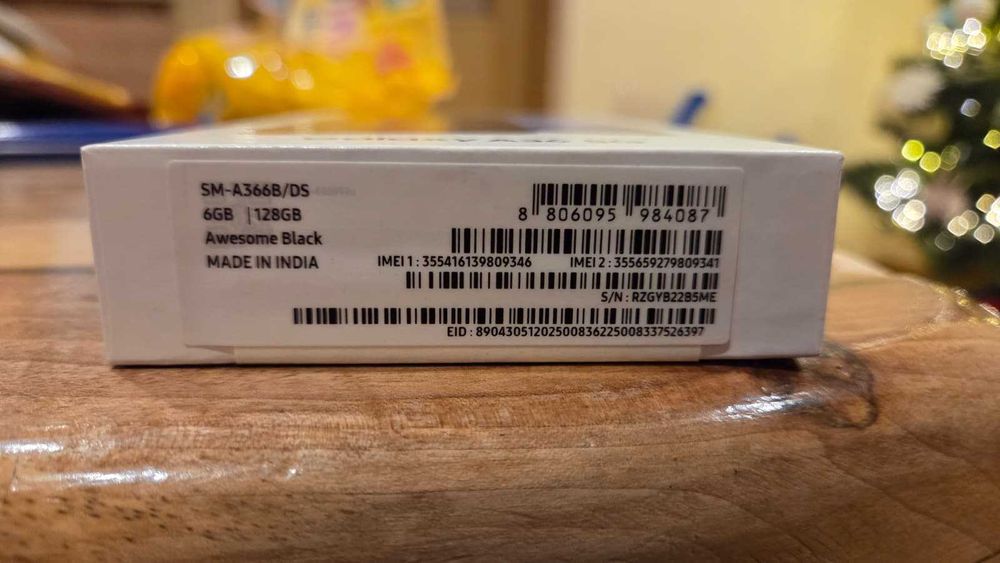 SM-A366B/DS
6GB | 128GB
Awesome Black
MADE IN INDIA
8 806095 984087
IMEI 1 : 355416139809346 IMEI 2 : 355659279809341
S/N : RZGYB22B5ME
EID : 89043051202500836225008337526397